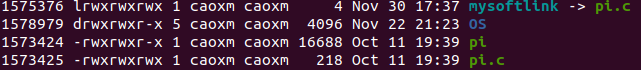 1575376 lrwxrwxrwx 1 caoxm caoxm 4 Nov 30 17:37 mysoftlink -> pi.c
1578979 drwxrwxr-x 5 caoxm caoxm 4096 Nov 22 21:23 OS
1573424 -rwxrwxr-x 1 caoxm caoxm 16688 Oct 11 19:39 pi
1573422 -rwxrwxrwx 1 caoxm caoxm 218 Oct 11 19:39 pi.c